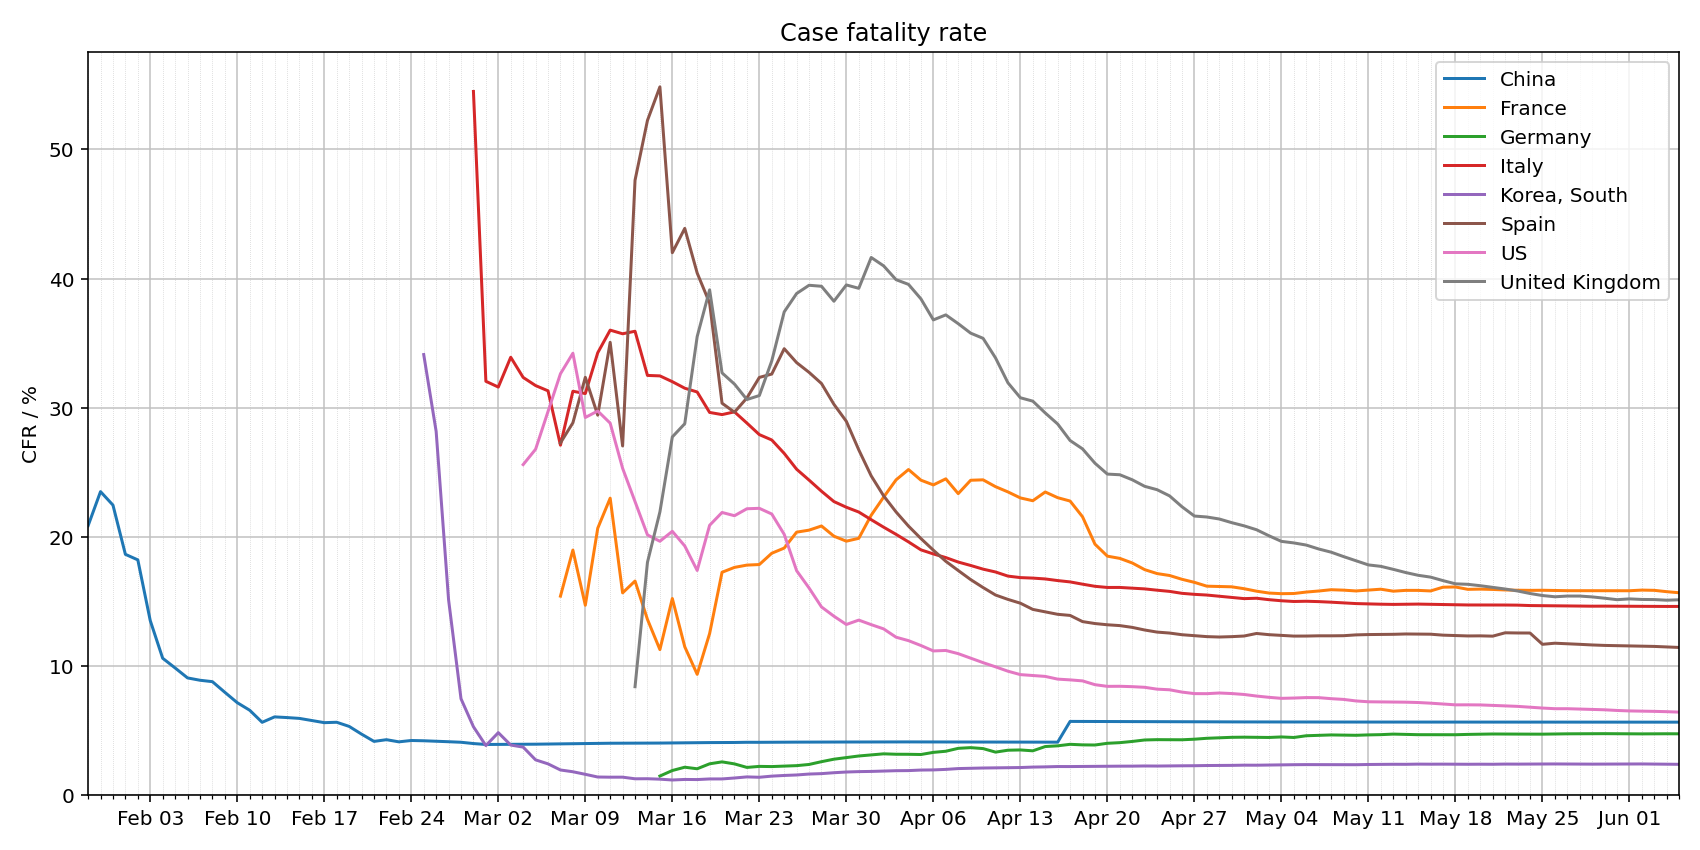 Case fatality rate
CFR / %
50
40
30
20
10
0
Feb 03 Feb 10 Feb 17 Feb 24 Mar 02 Mar 09 Mar 16 Mar 23 Mar 30 Apr 06 Apr 13 Apr 20 Apr 27 May 04 May 11 May 18 May 25 Jun 01
China
France
Germany
Italy
Korea, South
Spain
US
United Kingdom